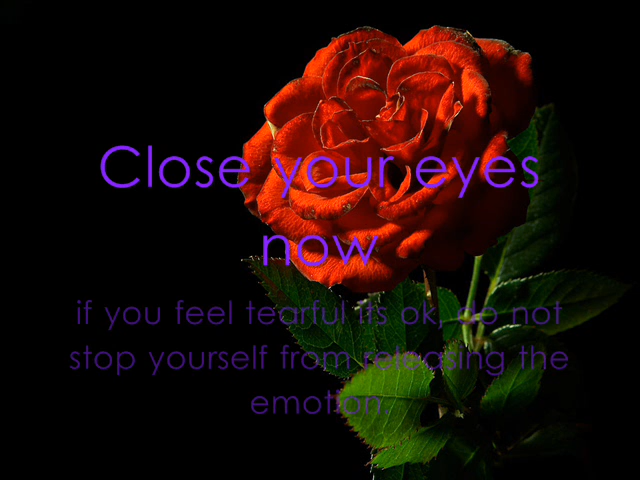 Close your eyes
now
if you feel tearful its ok, do not
stop yourself from releasing the
emotion.